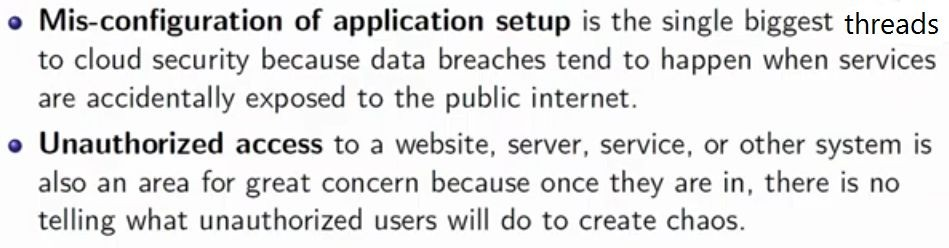 Mis-configuration of application setup is the single biggest threads
to cloud security because data breaches tend to happen when services
are accidentally exposed to the public internet.
Unauthorized access to a website, server, service, or other system is
also an area for great concern because once they are in, there is no
telling what unauthorized users will do to create chaos.